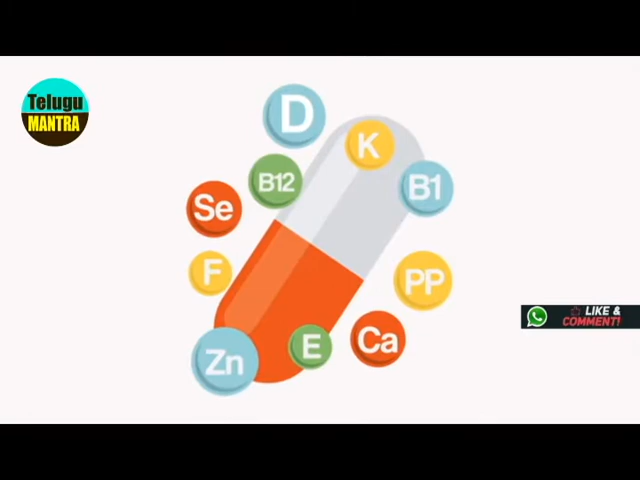 Telugu
MANTRA
D
K
B12
B1
Se
F
PP
LIKE &
COMMENT!
E
Ca
Zn